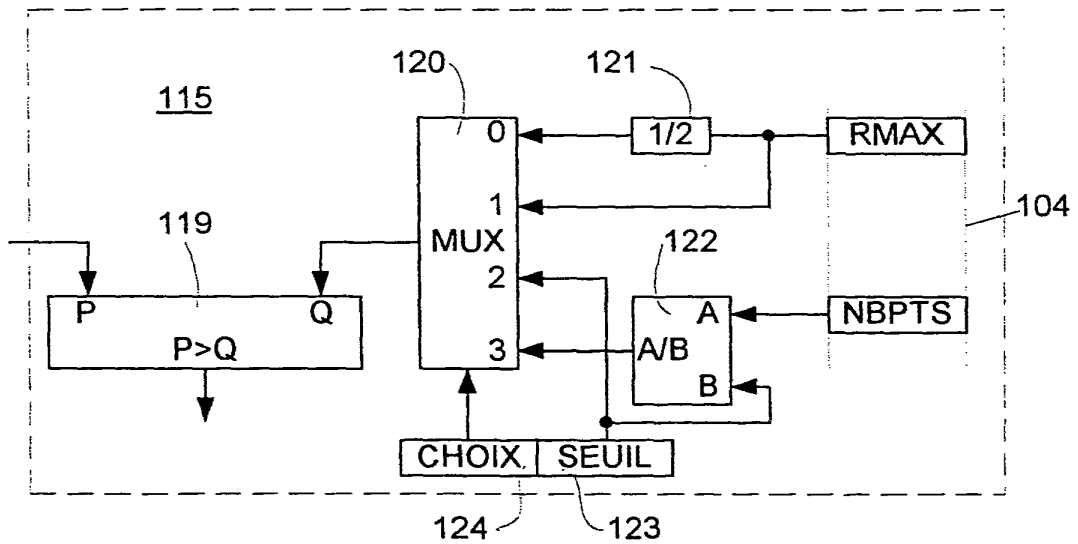 120
121
115
0
1/2
RMAX
1
104
119
MUX
122
2
P
Q
A
NBPTS
P>Q
3
A/B
B
CHOIX
SEUIL
124
123